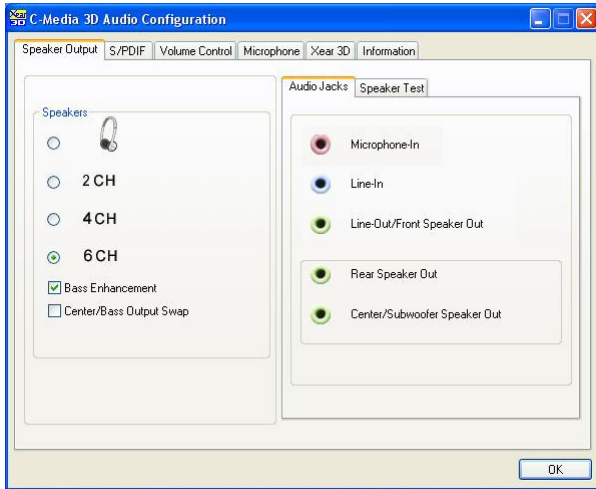 Xear 3D C-Media 3D Audio Configuration
Speaker Output S/PDIF Volume Control Microphone Xear 3D Information
Audio Jacks Speaker Test
Speakers
2 CH
4 CH
6 CH
Bass Enhancement
Center/Bass Output Swap
Microphone-In
Line-In
Line-Out/Front Speaker Out
Rear Speaker Out
Center/Subwoofer Speaker Out
OK